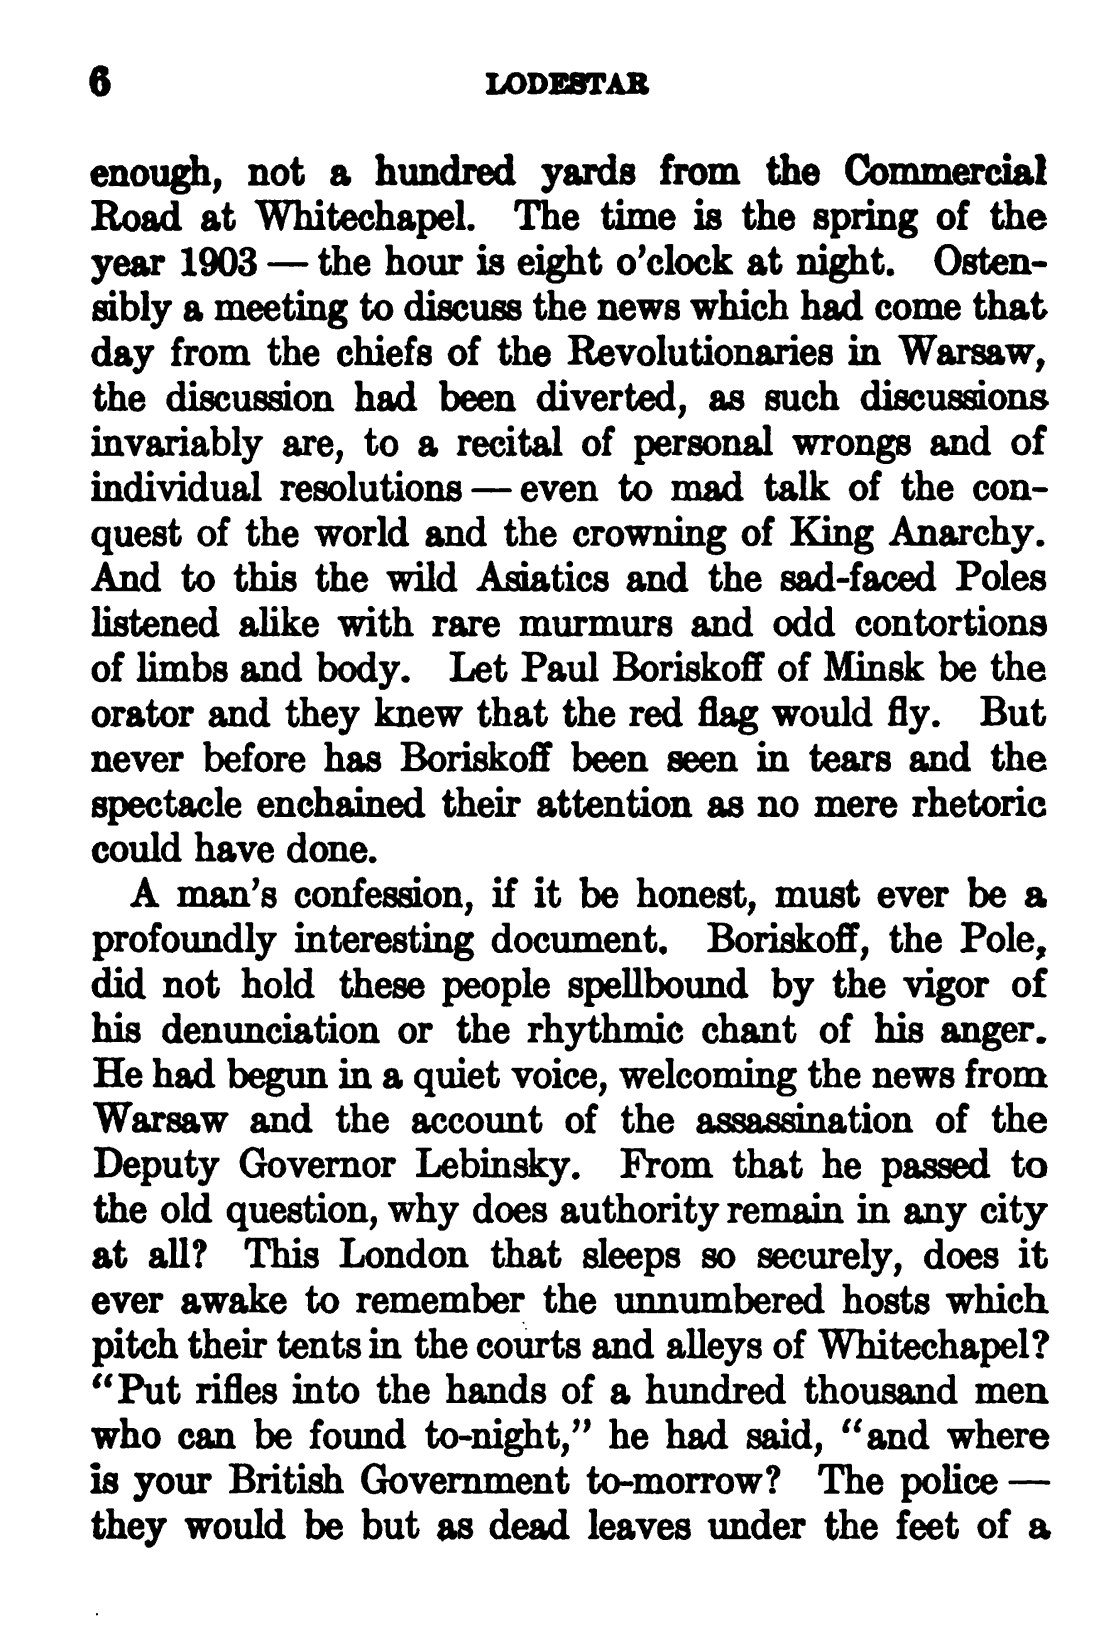 6 LODESTAR
enough, not a hundred yards from the Commercial
Road at Whitechapel. The time is the spring of the
year 1903 — the hour is eight o'clock at night. Osten-
sibly a meeting to discuss the news which had come that
day from the chiefs of the Revolutionaries in Warsaw,
the discussion had been diverted, as such discussions
invariably are, to a recital of personal wrongs and of
individual resolutions — even to mad talk of the con-
quest of the world and the crowning of King Anarchy.
And to this the wild Asiatics and the sad-faced Poles
listened alike with rare murmurs and odd contortions
of limbs and body. Let Paul Boriskoff of Minsk be the
orator and they knew that the red flag would fly. But
never before has Boriskoff been seen in tears and the
spectacle enchained their attention as no mere rhetoric
could have done.
A man's confession, if it be honest, must ever be a
profoundly interesting document. Boriskoff, the Pole,
did not hold these people spellbound by the vigor of
his denunciation or the rhythmic chant of his anger.
He had begun in a quiet voice, welcoming the news from
Warsaw and the account of the assassination of the
Deputy Governor Lebinsky. From that he passed to
the old question, why does authority remain in any city
at all? This London that sleeps so securely, does it
ever awake to remember the unnumbered hosts which
pitch their tents in the courts and alleys of Whitechapel?
"Put rifles into the hands of a hundred thousand men
who can be found to-night," he had said, "and where
is your British Government to-morrow? The police —
they would be but as dead leaves under the feet of a